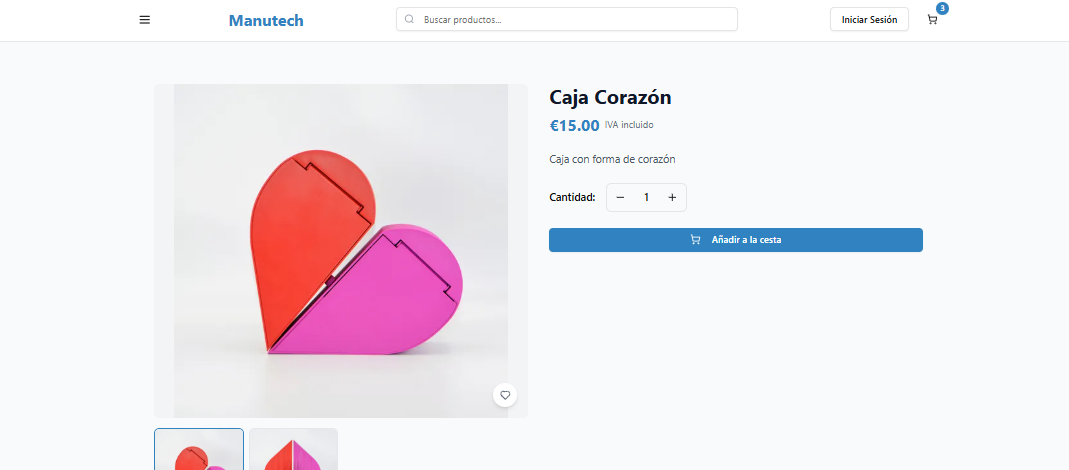 Manutech
Buscar productos...
Iniciar Sesión
3
Caja Corazón
€15.00 IVA incluido
Caja con forma de corazón
Cantidad: − 1 +
Añadir a la cesta